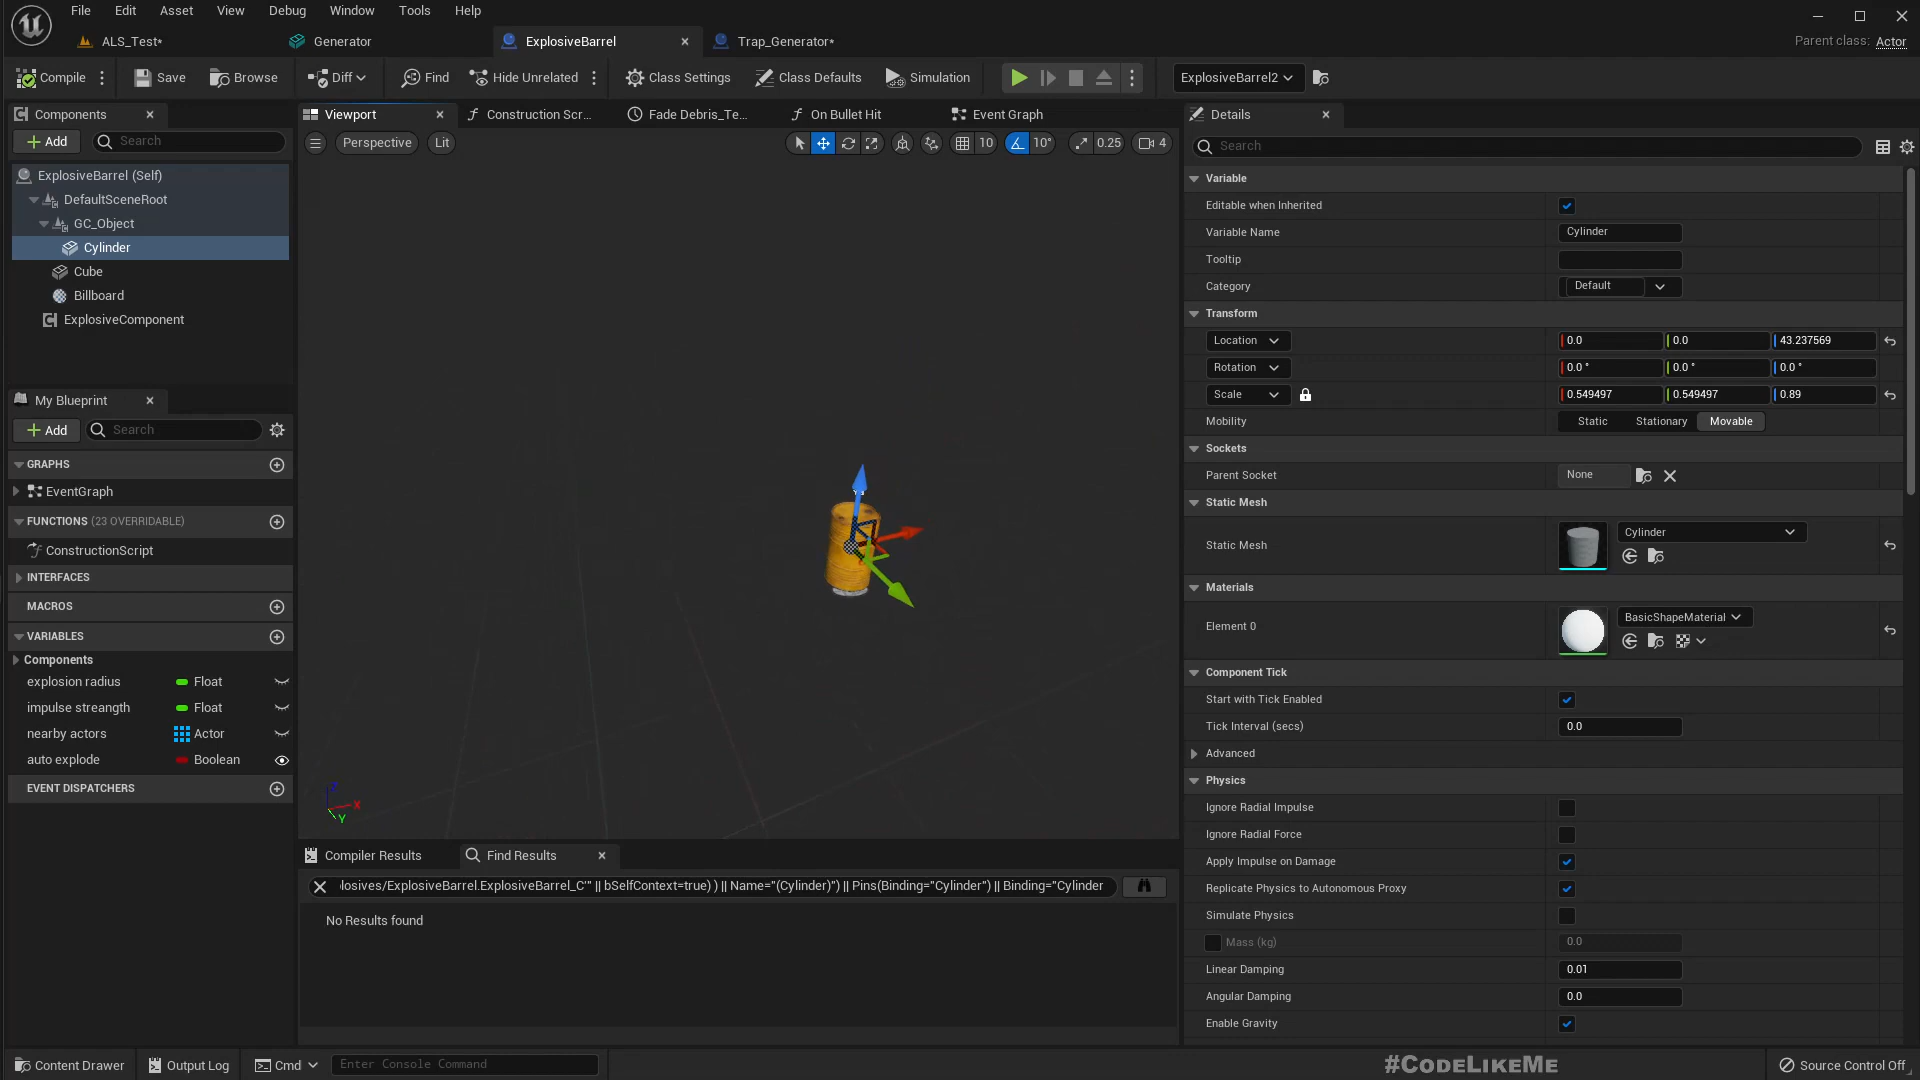 File Edit Asset View Debug Window Tools Help
ALS_Test*
Generator
ExplosiveBarrel
Trap_Generator*
Parent class: Actor
Compile
Save
Browse
Diff
Find
Hide Unrelated
Class Settings
Class Defaults
Simulation
ExplosiveBarrel2
Components
Add
Search
ExplosiveBarrel (Self)
DefaultSceneRoot
GC_Object
Cylinder
Cube
Billboard
ExplosiveComponent
My Blueprint
Add
Search
GRAPHS
EventGraph
FUNCTIONS (23 OVERRIDABLE)
ConstructionScript
INTERFACES
MACROS
VARIABLES
Components
explosion radius Float
impulse streangth Float
nearby actors Actor
auto explode Boolean
EVENT DISPATCHERS
Viewport
Construction Scr...
Fade Debris_Te...
On Bullet Hit
Event Graph
Perspective
Lit
10
10°
0.25
4
Z
X
Y
Compiler Results
Find Results
losives/ExplosiveBarrel.ExplosiveBarrel_C'" || bSelfContext=true) ) || Name="(Cylinder)") || Pins(Binding="Cylinder") || Binding="Cylinder
No Results found
Details
Search
Variable
Editable when Inherited
Variable Name Cylinder
Tooltip
Category Default
Transform
Location 0.0 0.0 43.237569
Rotation 0.0 ° 0.0 ° 0.0 °
Scale 0.549497 0.549497 0.89
Mobility Static Stationary Movable
Sockets
Parent Socket None
Static Mesh
Static Mesh Cylinder
Materials
Element 0 BasicShapeMaterial
Component Tick
Start with Tick Enabled
Tick Interval (secs) 0.0
Advanced
Physics
Ignore Radial Impulse
Ignore Radial Force
Apply Impulse on Damage
Replicate Physics to Autonomous Proxy
Simulate Physics
Mass (kg) 0.0
Linear Damping 0.01
Angular Damping 0.0
Enable Gravity
Content Drawer
Output Log
Cmd
Enter Console Command
#CodeLikeMe
Source Control Off